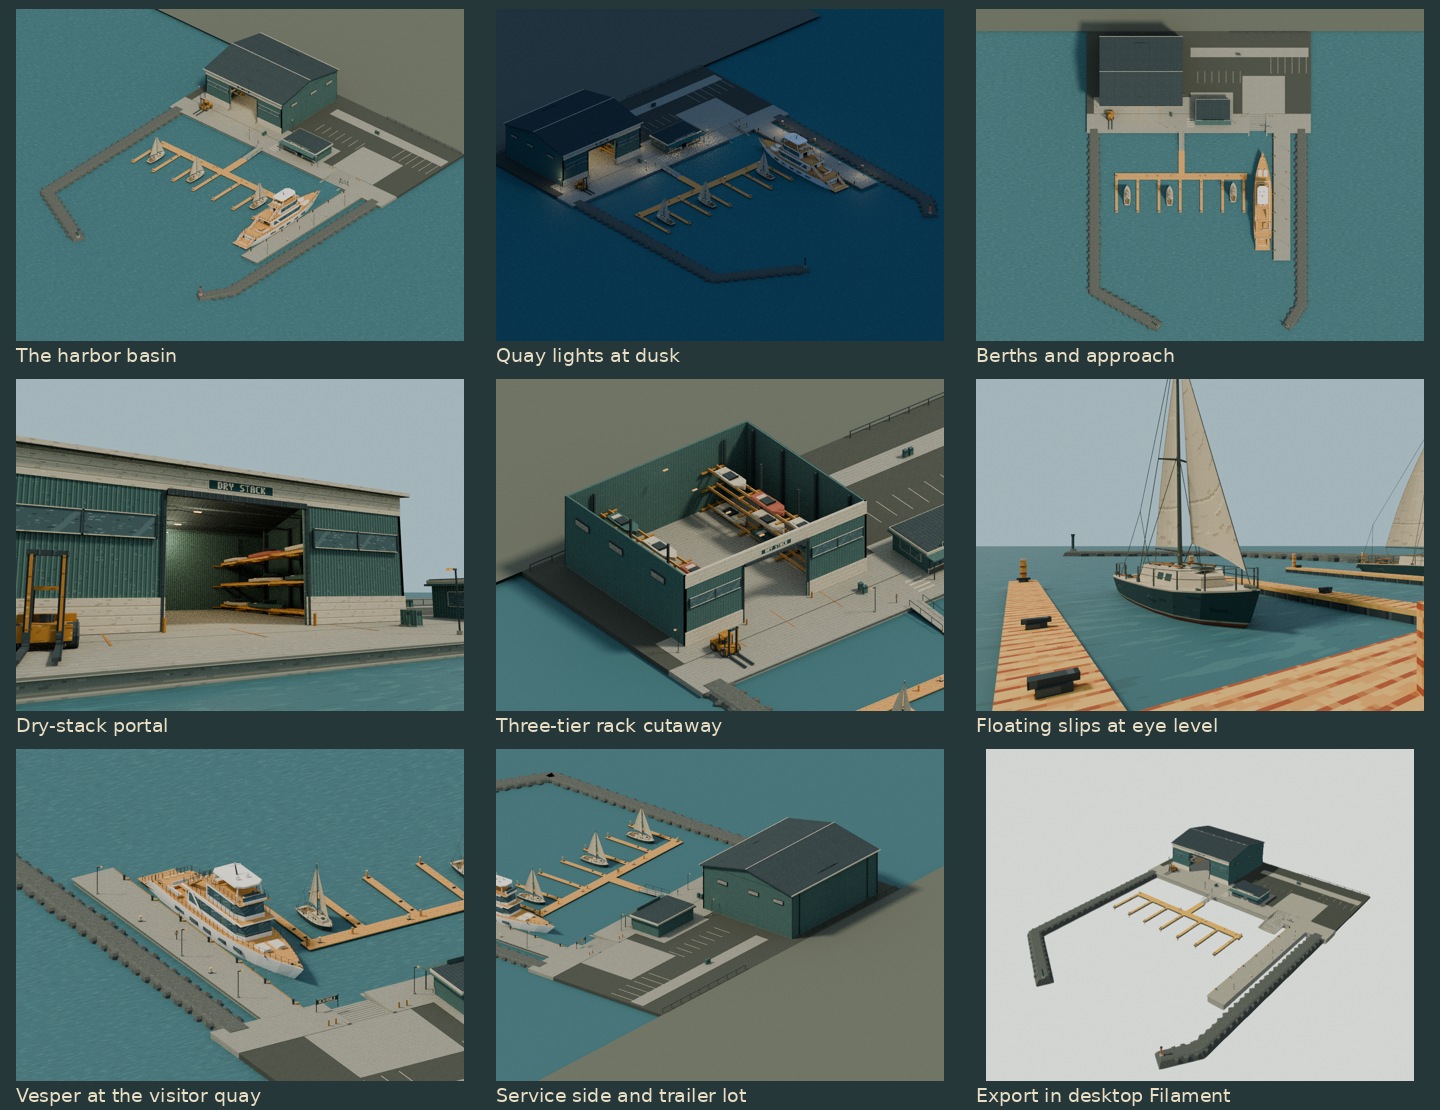 The harbor basin
Quay lights at dusk
Berths and approach
DRY STACK
Dry-stack portal
DRY STACK
Three-tier rack cutaway
Floating slips at eye level
Vesper at the visitor quay
Service side and trailer lot
Export in desktop Filament